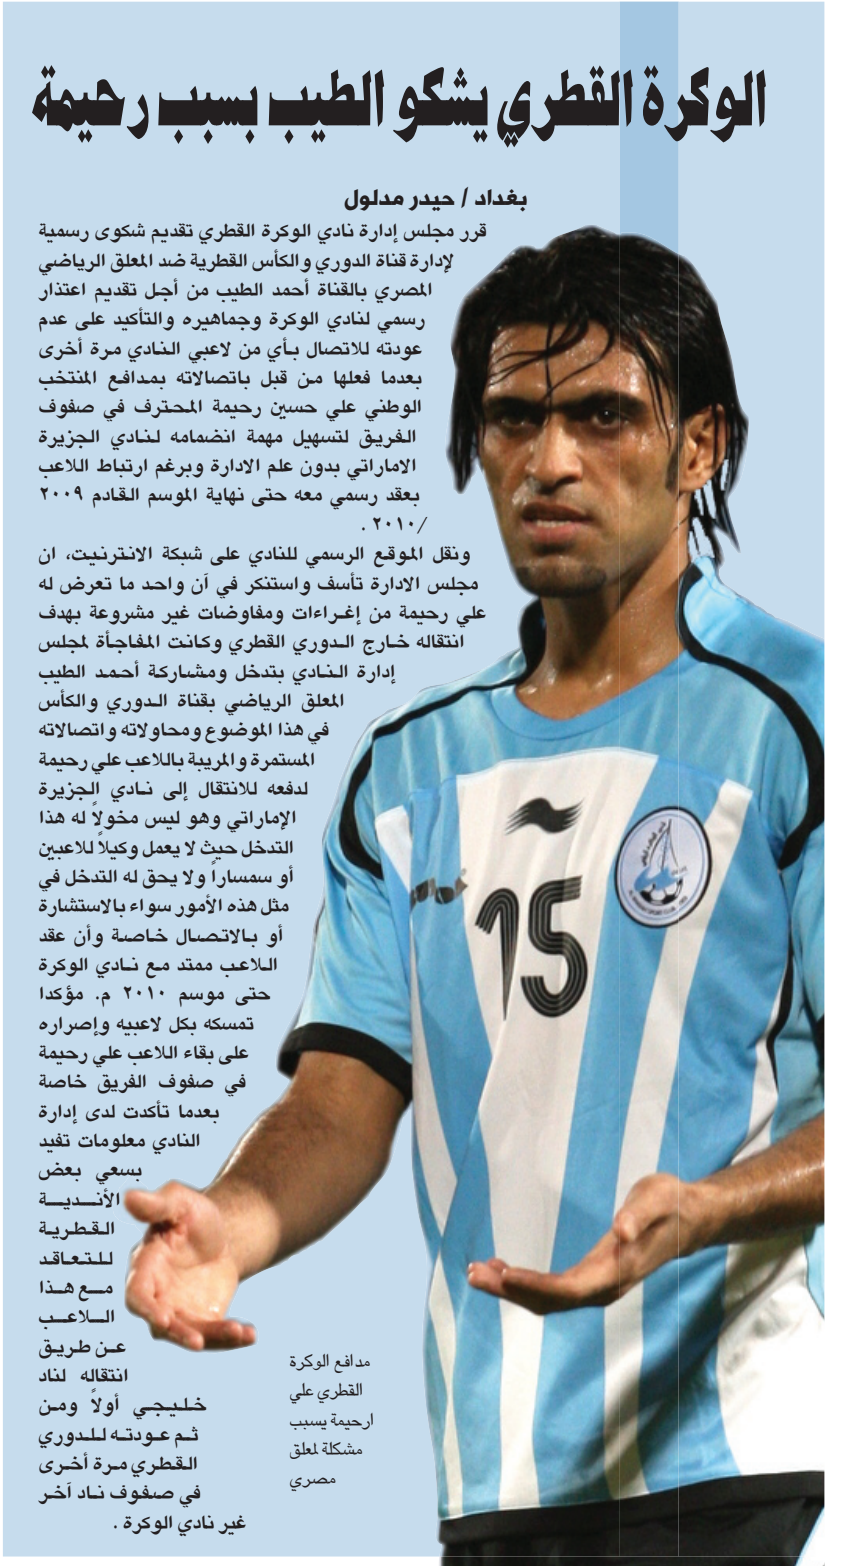 الوكرة القطري يشكو الطيب بسبب رحيمة
بغداد / حيدر مدلول
قرر مجلس إدارة نادي الوكرة القطري تقديم شكوى رسمية
لإدارة قناة الدوري والكأس القطرية ضد المعلق الرياضي
المصري بالقناة أحمد الطيب من أجل تقديم اعتذار
رسمي لنادي الوكرة وجماهيره والتأكيد على عدم
عودته للاتصال بأي من لاعبي النادي مرة أخرى
بعدما فعلها من قبل باتصالاته بمدافع المنتخب
الوطني علي حسين رحيمة المحترف في صفوف
الفريق لتسهيل مهمة انضمامه لنادي الجزيرة
الاماراتي بدون علم الادارة وبرغم ارتباط اللاعب
بعقد رسمي معه حتى نهاية الموسم القادم ٢٠٠٩
/٢٠١٠ .
ونقل الموقع الرسمي للنادي على شبكة الانترنيت، ان
مجلس الادارة تأسف واستنكر في آن واحد ما تعرض له
علي رحيمة من إغراءات ومفاوضات غير مشروعة بهدف
انتقاله خارج الدوري القطري وكانت المفاجأة لمجلس
إدارة النادي بتدخل ومشاركة أحمد الطيب
المعلق الرياضي بقناة الدوري والكأس
في هذا الموضوع ومحاولاته واتصالاته
المستمرة والمريبة باللاعب علي رحيمة
لدفعه للانتقال إلى نادي الجزيرة
الإماراتي وهو ليس مخولاً له هذا
التدخل حيث لا يعمل وكيلاً للاعبين
أو سمساراً ولا يحق له التدخل في
مثل هذه الأمور سواء بالاستشارة
أو بالاتصال خاصة وأن عقد
اللاعب ممتد مع نادي الوكرة
حتى موسم ٢٠١٠ م. مؤكدا
تمسكه بكل لاعبيه وإصراره
على بقاء اللاعب علي رحيمة
في صفوف الفريق خاصة
بعدما تأكدت لدى إدارة
النادي معلومات تفيد
بسعي بعض
الأنديـة
القطرية
للتعاقد
مع هذا
اللاعب
عن طريق
انتقاله لناد
خليجي أولاً ومن
ثم عودته للدوري
القطري مرة أخرى
في صفوف ناد آخر
غير نادي الوكرة .
مدافع الوكرة
القطري علي
ارحيمة يسبب
مشكلة لمعلق
مصري
15